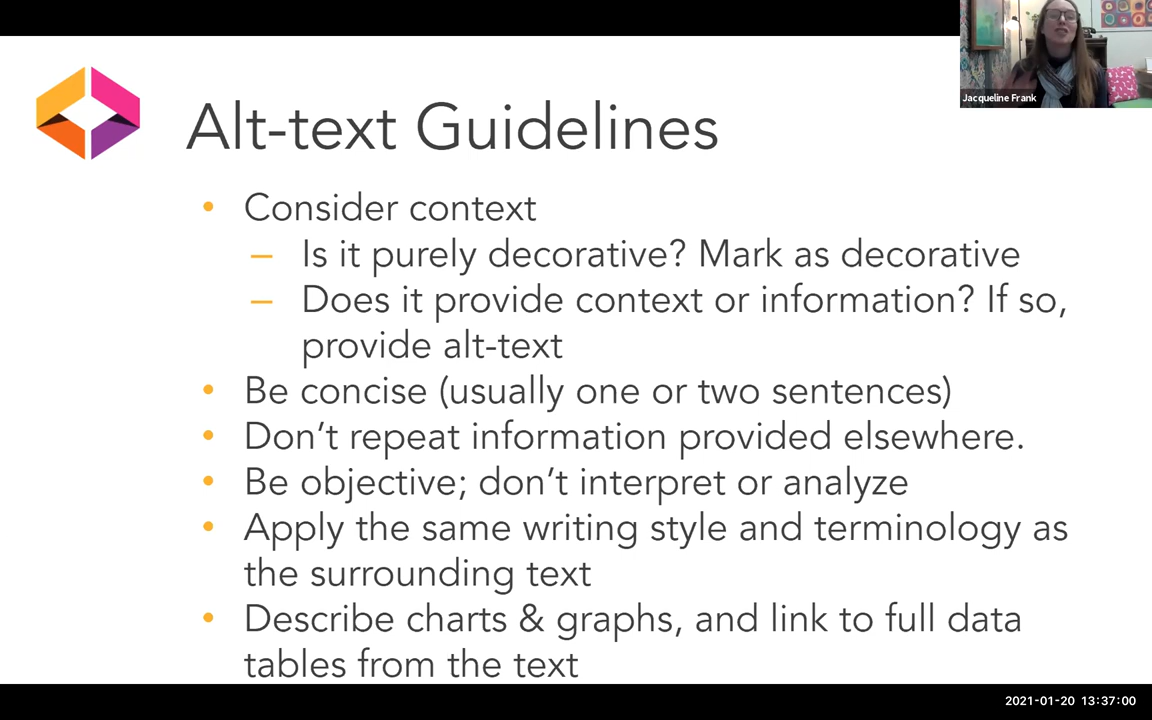 Jacqueline Frank
Alt-text Guidelines
• Consider context
– Is it purely decorative? Mark as decorative
– Does it provide context or information? If so,
provide alt-text
• Be concise (usually one or two sentences)
• Don’t repeat information provided elsewhere.
• Be objective; don’t interpret or analyze
• Apply the same writing style and terminology as
the surrounding text
• Describe charts & graphs, and link to full data
tables from the text
2021-01-20 13:37:00